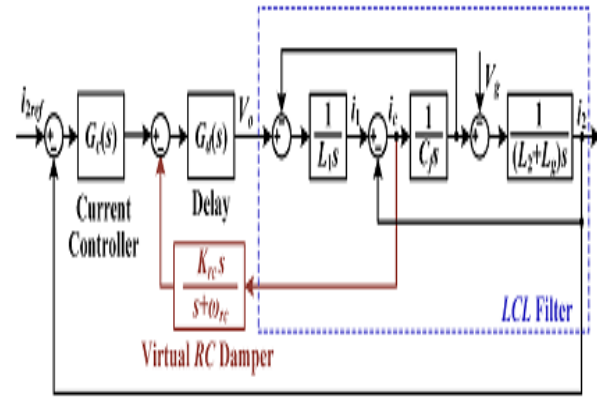 i2ref
Gc(s)
Gd(s)
Vo
1
L1s
i1
ic
1
Cfs
Vg
1
(L2+Lg)s
i2
Current
Controller
Delay
Krc s
s+ωrc
Virtual RC Damper
LCL Filter